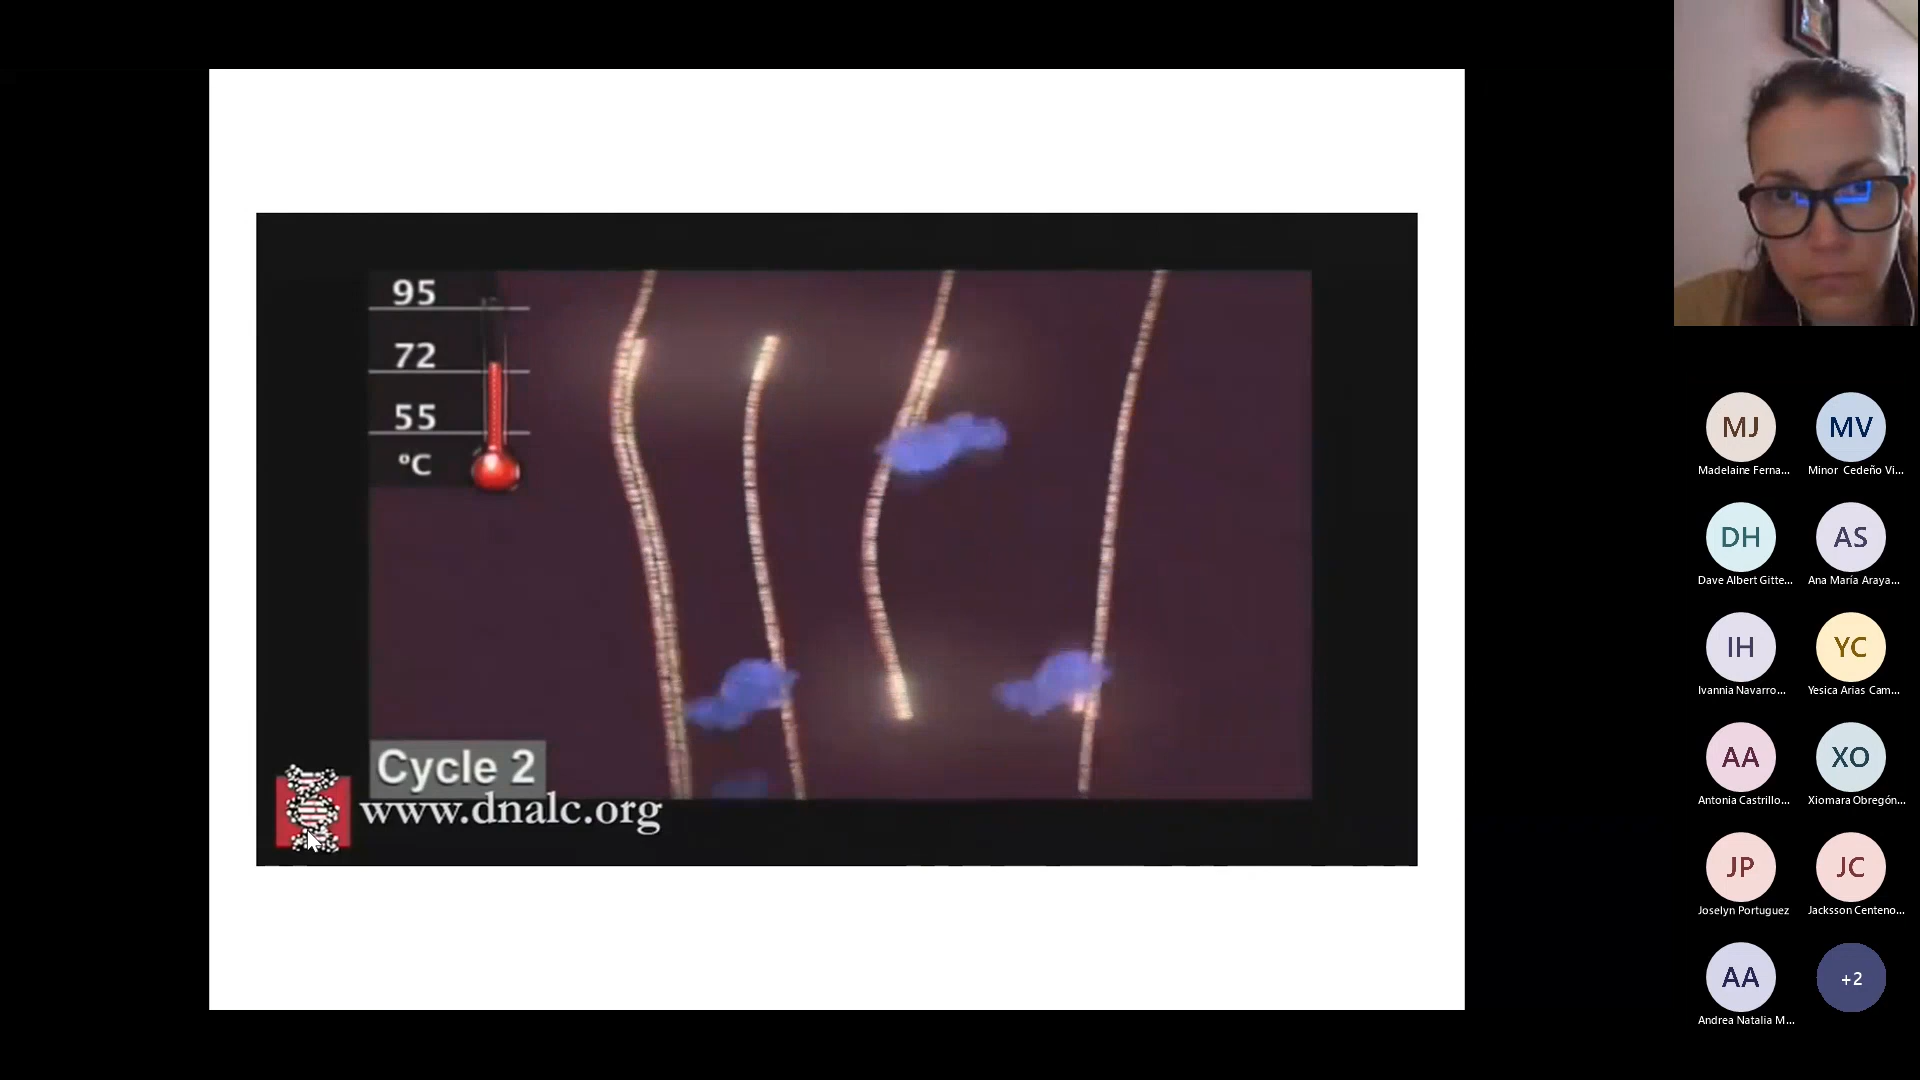 95
72
55
ºC
Cycle 2
www.dnalc.org
MJ
MV
Madelaine Ferna...
Minor Cedeño Vi...
DH
AS
Dave Albert Gitte...
Ana María Araya...
IH
YC
Ivannia Navarro...
Yesica Arias Cam...
AA
XO
Antonia Castrillo...
Xiomara Obregón...
JP
JC
Joselyn Portuguez
Jacksson Centeno...
AA
+2
Andrea Natalia M...